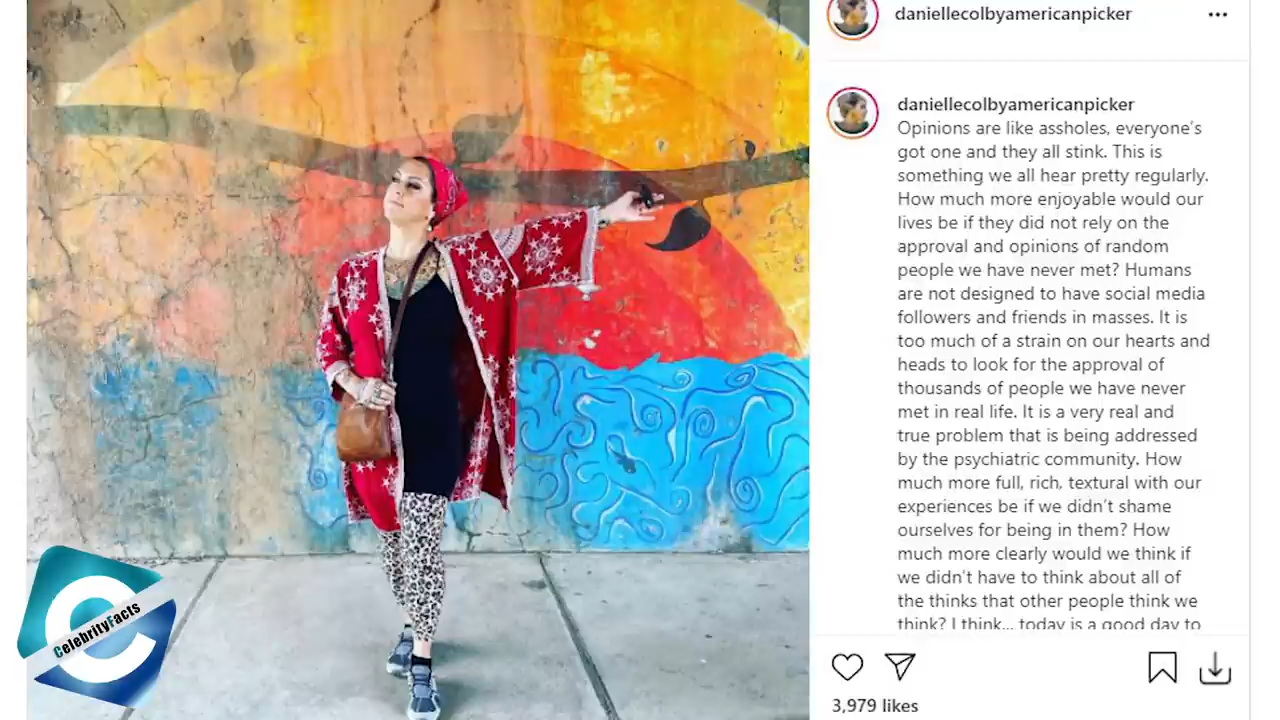 daniellecolbyamericanpicker
daniellecolbyamericanpicker
Opinions are like assholes, everyone's
got one and they all stink. This is
something we all hear pretty regularly.
How much more enjoyable would our
lives be if they did not rely on the
approval and opinions of random
people we have never met? Humans
are not designed to have social media
followers and friends in masses. It is
too much of a strain on our hearts and
heads to look for the approval of
thousands of people we have never
met in real life. It is a very real and
true problem that is being addressed
by the psychiatric community. How
much more full, rich, textural with our
experiences be if we didn't shame
ourselves for being in them? How
much more clearly would we think if
we didn't have to think about all of
the thinks that other people think we
think? I think... today is a good day to
3,979 likes
CelebrityFacts